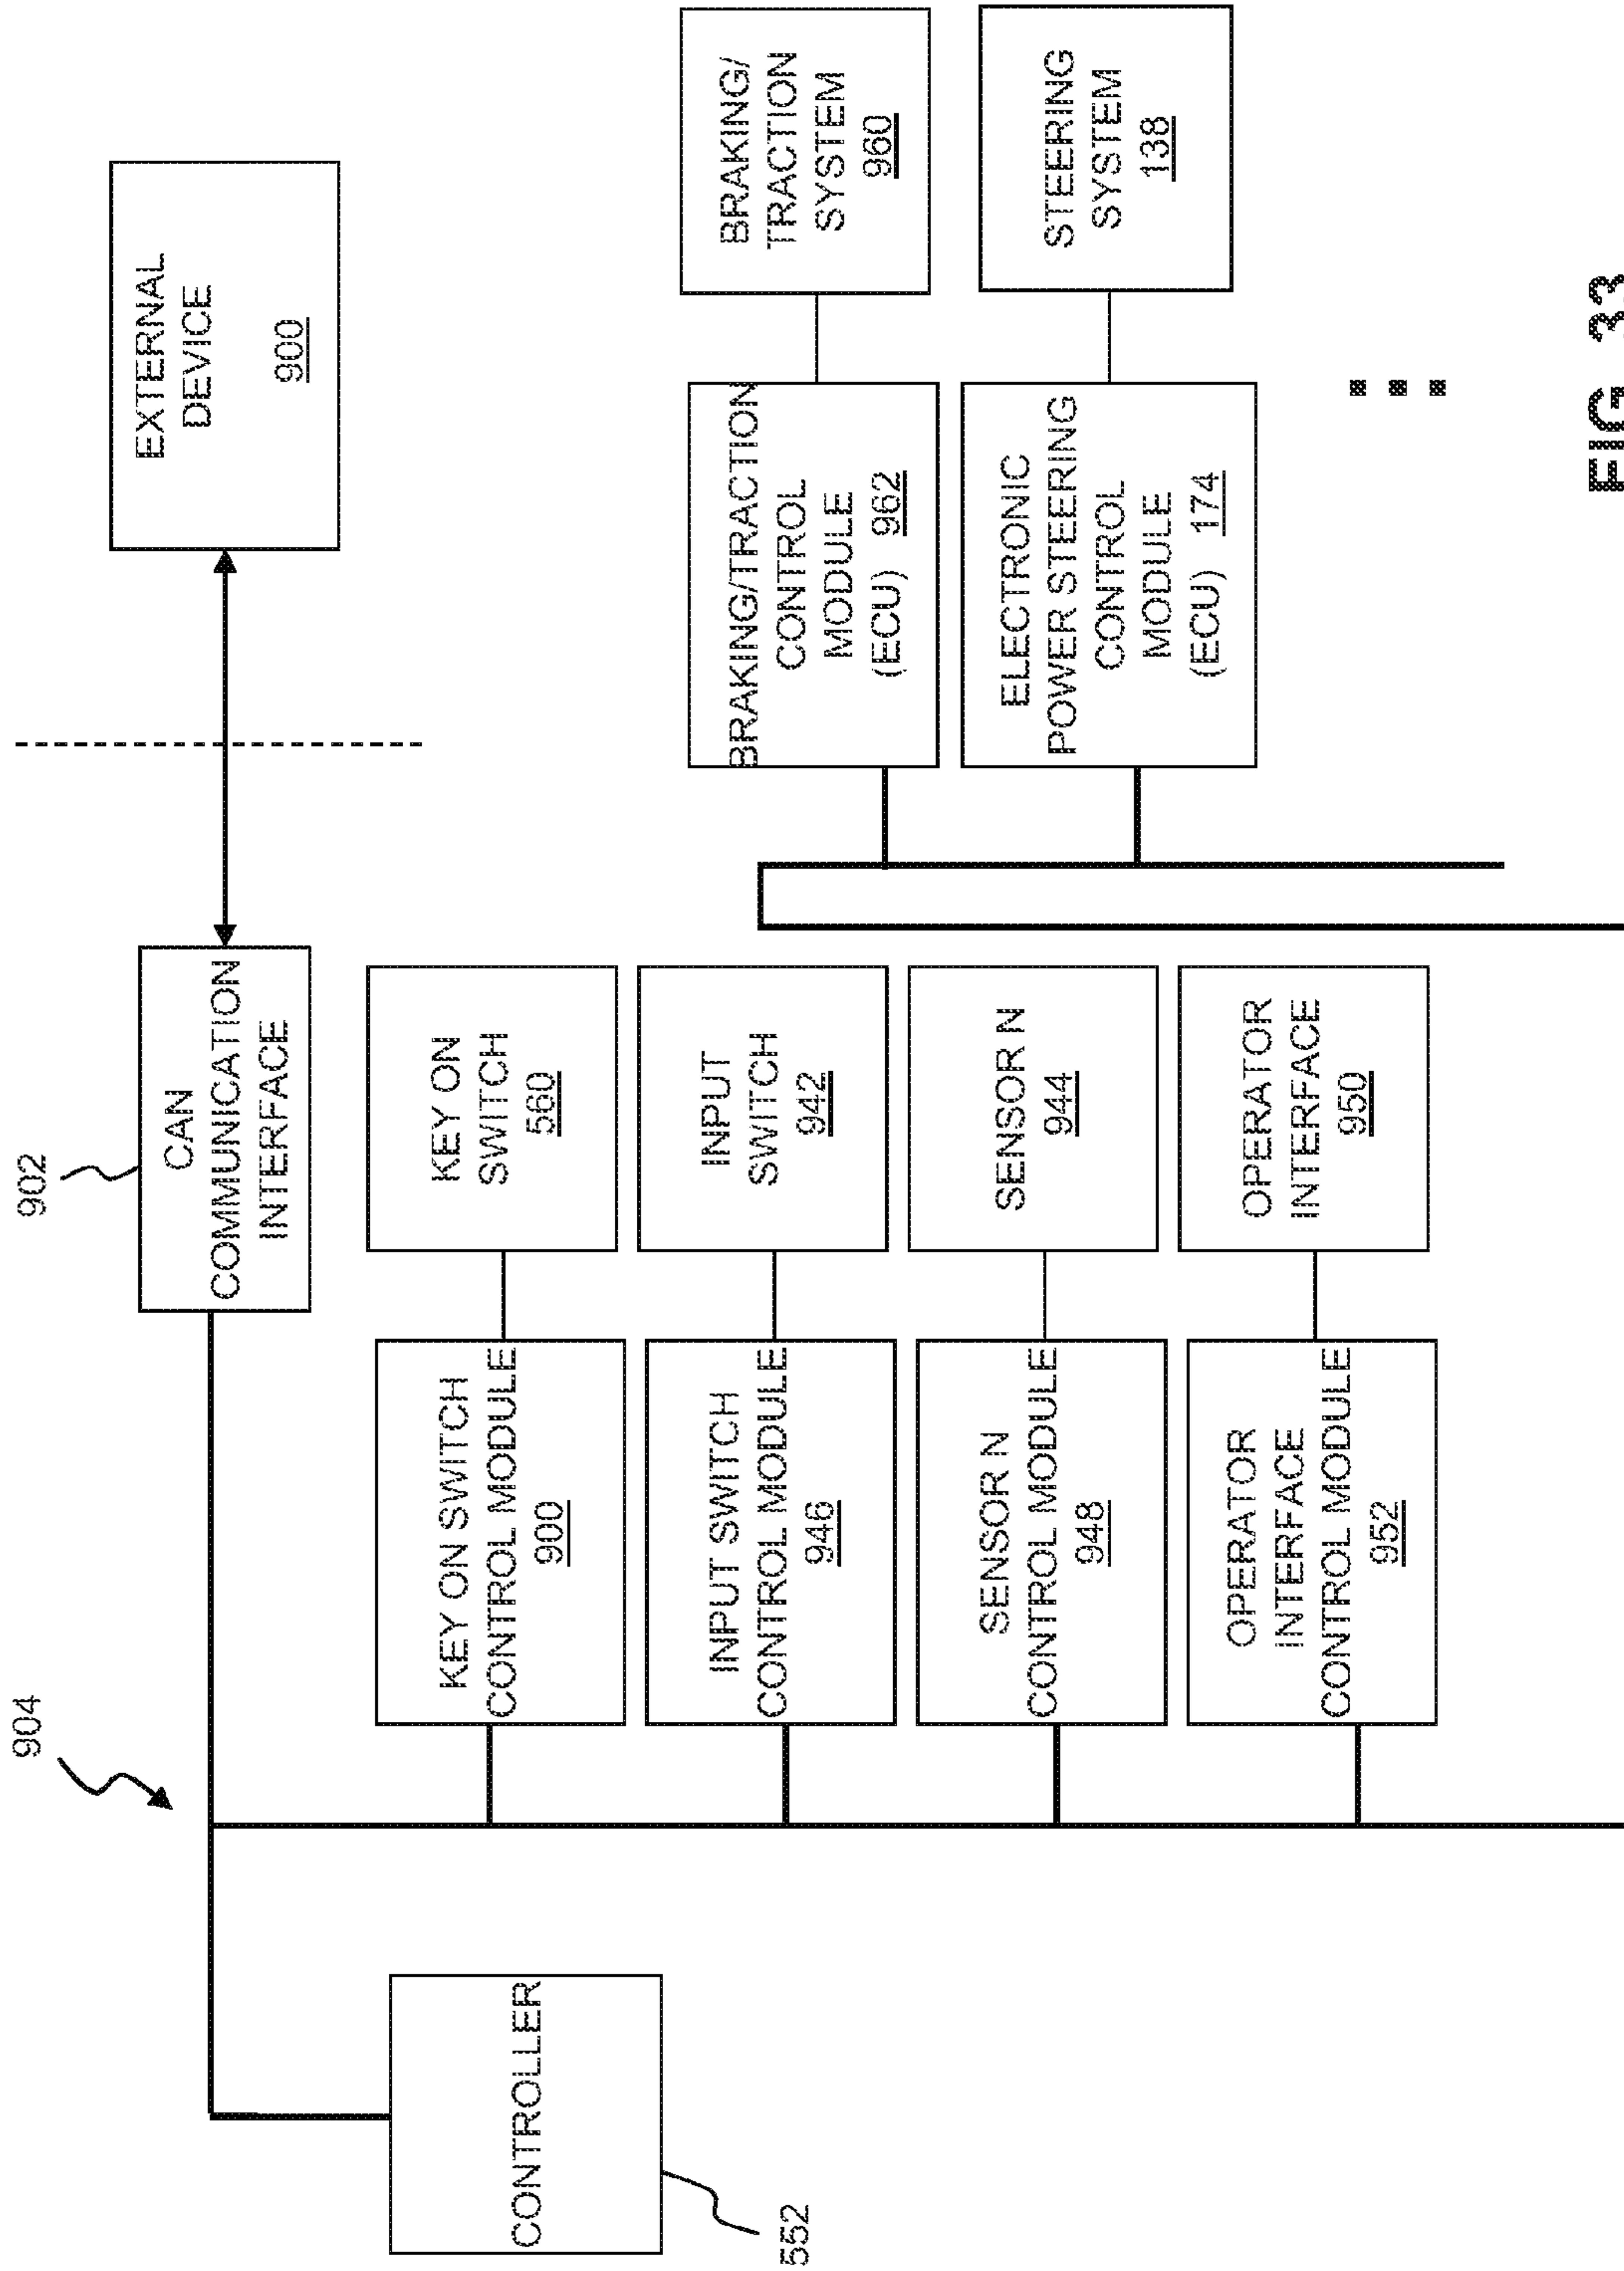 904
902
CAN
COMMUNICATION
INTERFACE
EXTERNAL
DEVICE
900
CONTROLLER
552
KEY ON SWITCH
CONTROL MODULE
900
KEY ON
SWITCH
560
INPUT SWITCH
CONTROL MODULE
946
INPUT
SWITCH
942
SENSOR N
CONTROL MODULE
948
SENSOR N
944
OPERATOR
INTERFACE
CONTROL MODULE
952
OPERATOR
INTERFACE
950
BRAKING/TRACTION
CONTROL
MODULE
(ECU) 962
BRAKING/
TRACTION
SYSTEM
960
ELECTRONIC
POWER STEERING
CONTROL
MODULE
(ECU) 174
STEERING
SYSTEM
138
FIG. 33